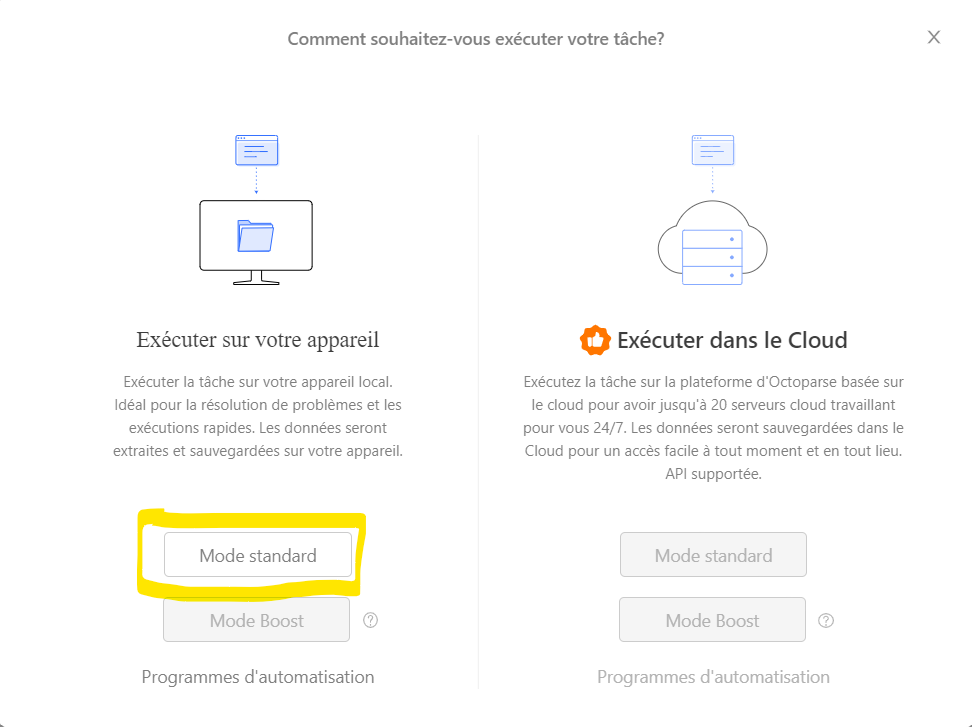 Comment souhaitez-vous exécuter votre tâche?
Exécuter sur votre appareil
Exécuter la tâche sur votre appareil local.
Idéal pour la résolution de problèmes et les
exécutions rapides. Les données seront
extraites et sauvegardées sur votre appareil.
Mode standard
Mode Boost
Programmes d'automatisation
Exécuter dans le Cloud
Exécutez la tâche sur la plateforme d'Octoparse basée sur
le cloud pour avoir jusqu'à 20 serveurs cloud travaillant
pour vous 24/7. Les données seront sauvegardées dans le
Cloud pour un accès facile à tout moment et en tout lieu.
API supportée.
Mode standard
Mode Boost
Programmes d'automatisation